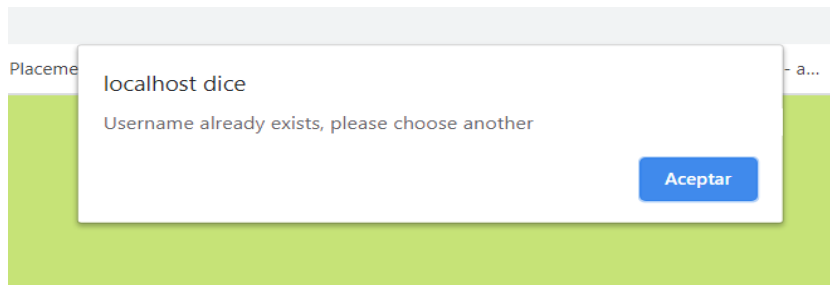 Placeme
- a...
localhost dice
Username already exists, please choose another
Aceptar